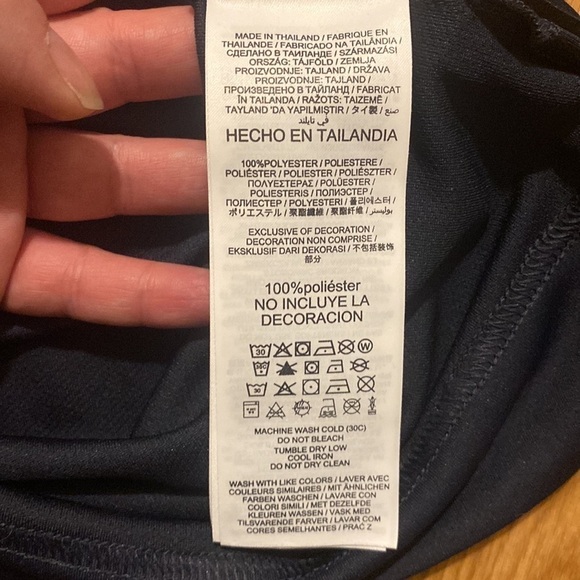 MADE IN THAILAND / FABRIQUE EN
THAILANDE / FABRICADO NA TAILÂNDIA /
СДЕЛАНО В ТАИЛАНДЕ / SZÁRMAZÁSI
ORSZÁG: TÁJFÖLD / ZEMLJA
PROIZVODNJE: TAJLAND / DRŽAVA
PROIZVODNJE: TAJLAND /
ПРОИЗВЕДЕНО В ТАЙЛАНД / FABRICAT
ÎN TAILANDA / RAŽOTS: TAIZEMĒ /
TAYLAND 'DA YAPILMIŞTIR / タイ製 / صنع
في تايلند
HECHO EN TAILANDIA
100%POLYESTER / POLIESTERE /
POLIÉSTER / POLIESTER / POLIÉSZTER /
ΠΟΛΥΕΣΤΕΡΑΣ / POLÜESTER /
POLIESTERIS / ПОЛИЭСТЕР /
ПОЛИЕСТЕР / POLYESTERI / 폴리에스터 /
ポリエステル / 聚酯纖維 / 聚酯纤维 / بوليستر
EXCLUSIVE OF DECORATION /
DECORATION NON COMPRISE /
EKSKLUSIF DARI DEKORASI / 不包括装饰
部分
100%poliéster
NO INCLUYE LA
DECORACION
30 W
30
MACHINE WASH COLD (30C)
DO NOT BLEACH
TUMBLE DRY LOW
COOL IRON
DO NOT DRY CLEAN
WASH WITH LIKE COLORS / LAVER AVEC
COULEURS SIMILAIRES / MIT ÄHNLICHEN
FARBEN WASCHEN / LAVARE CON
COLORI SIMILI / MET DEZELFDE
KLEUREN WASSEN / VASK MED
TILSVARENDE FARVER / LAVAR COM
CORES SEMELHANTES / PRAĆ Z